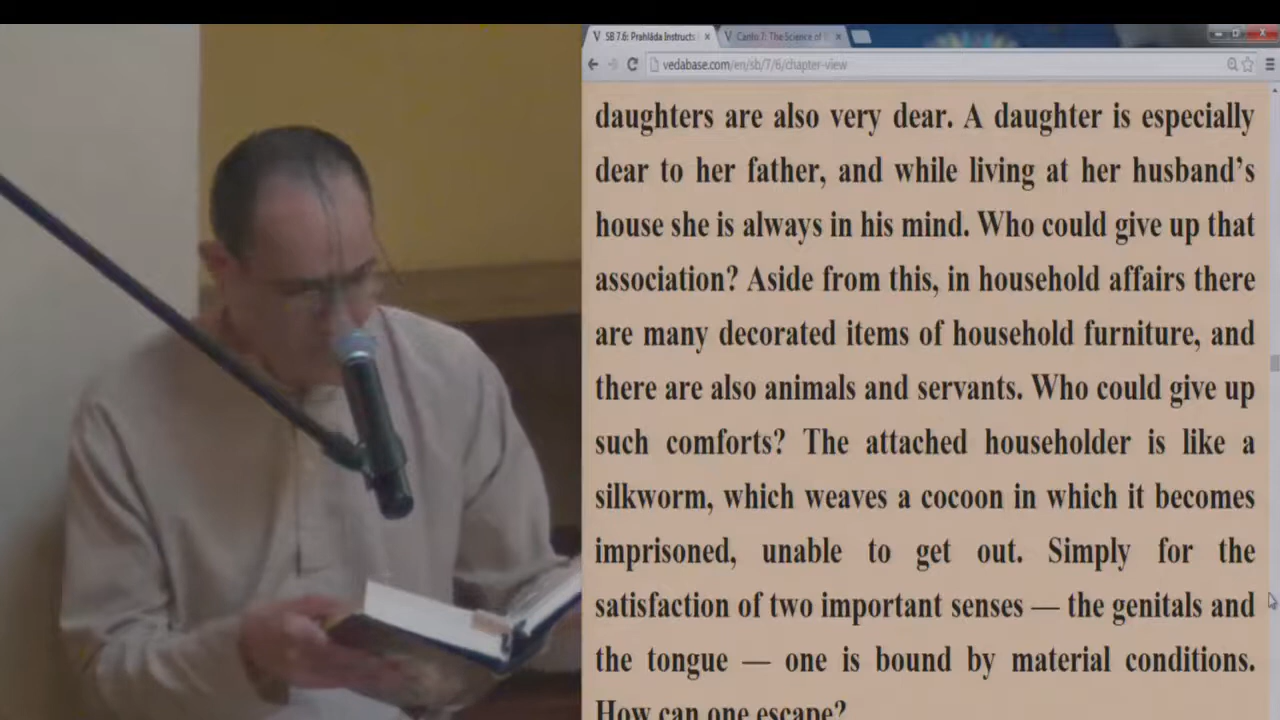 SB 7.6: Prahlāda Instructs
Canto 7: The Science of
vedabase.com/en/sb/7/6/chapter-view
daughters are also very dear. A daughter is especially
dear to her father, and while living at her husband’s
house she is always in his mind. Who could give up that
association? Aside from this, in household affairs there
are many decorated items of household furniture, and
there are also animals and servants. Who could give up
such comforts? The attached householder is like a
silkworm, which weaves a cocoon in which it becomes
imprisoned, unable to get out. Simply for the
satisfaction of two important senses — the genitals and
the tongue — one is bound by material conditions.
How can one escape?